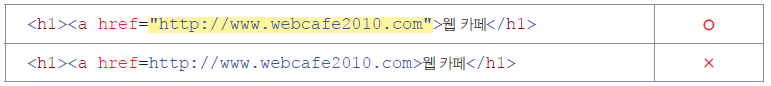 <h1><a href="http://www.webcafe2010.com">웹 카페</h1> ○
<h1><a href=http://www.webcafe2010.com>웹 카페</h1> ×